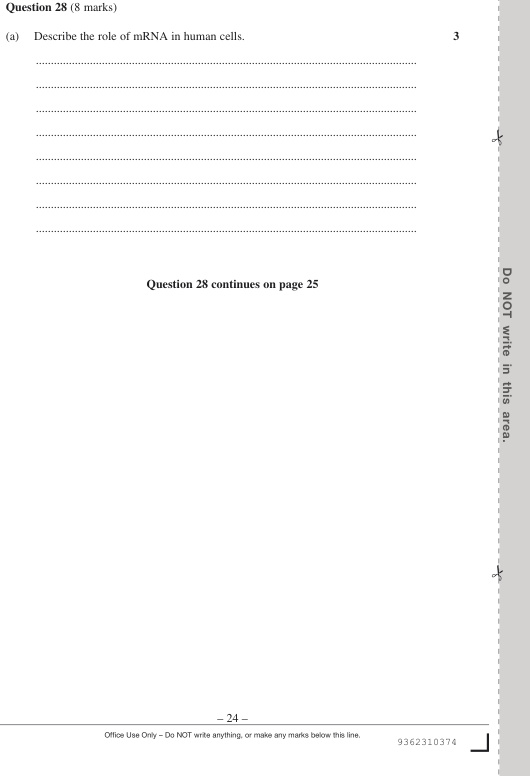 Question 28 (8 marks)
(a) Describe the role of mRNA in human cells. 3
................................................................................................................................
................................................................................................................................
................................................................................................................................
................................................................................................................................
................................................................................................................................
................................................................................................................................
................................................................................................................................
................................................................................................................................
Question 28 continues on page 25
Do NOT write in this area.
– 24 –
Office Use Only – Do NOT write anything, or make any marks below this line.
9362310374